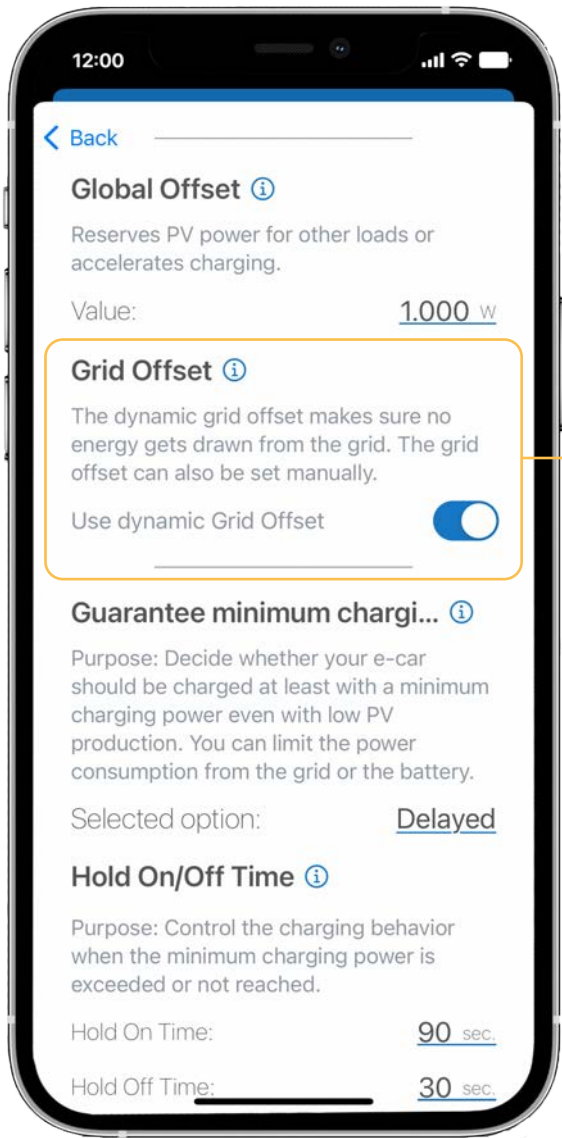 12:00
Back
Global Offset
Reserves PV power for other loads or
accelerates charging.
Value: 1.000 W
Grid Offset
The dynamic grid offset makes sure no
energy gets drawn from the grid. The grid
offset can also be set manually.
Use dynamic Grid Offset
Guarantee minimum chargi...
Purpose: Decide whether your e-car
should be charged at least with a minimum
charging power even with low PV
production. You can limit the power
consumption from the grid or the battery.
Selected option: Delayed
Hold On/Off Time
Purpose: Control the charging behavior
when the minimum charging power is
exceeded or not reached.
Hold On Time: 90 sec.
Hold Off Time: 30 sec.